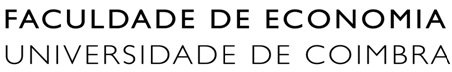 FACULDADE DE ECONOMIA
UNIVERSIDADE DE COIMBRA